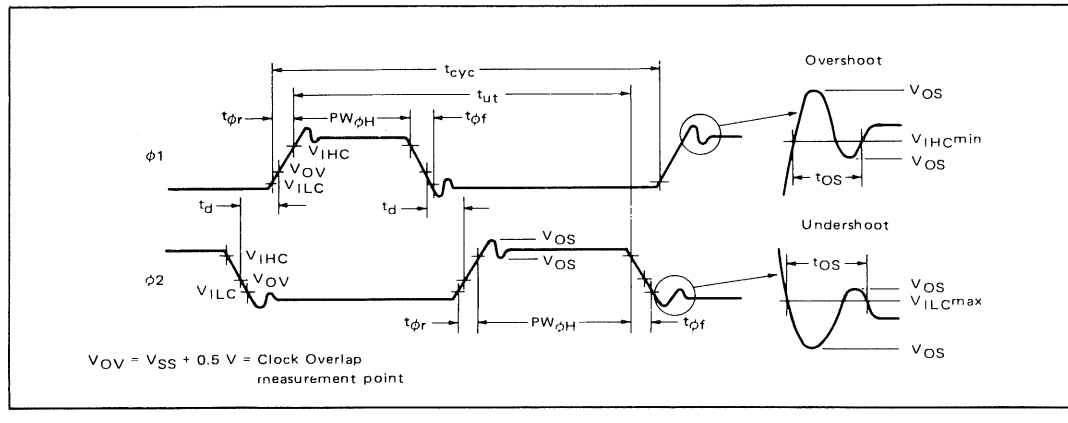 tcyc
Overshoot
tut
VOS
tφr
PWφH
tφf
φ1
VIHC
VIHCmin
VOV
VOS
VILC
tOS
td
td
Undershoot
VOS
tOS
VIHC
VOS
VOS
φ2
VOV
VILCmax
VILC
tφr
PWφH
tφf
VOS
VOV = VSS + 0.5 V = Clock Overlap
measurement point